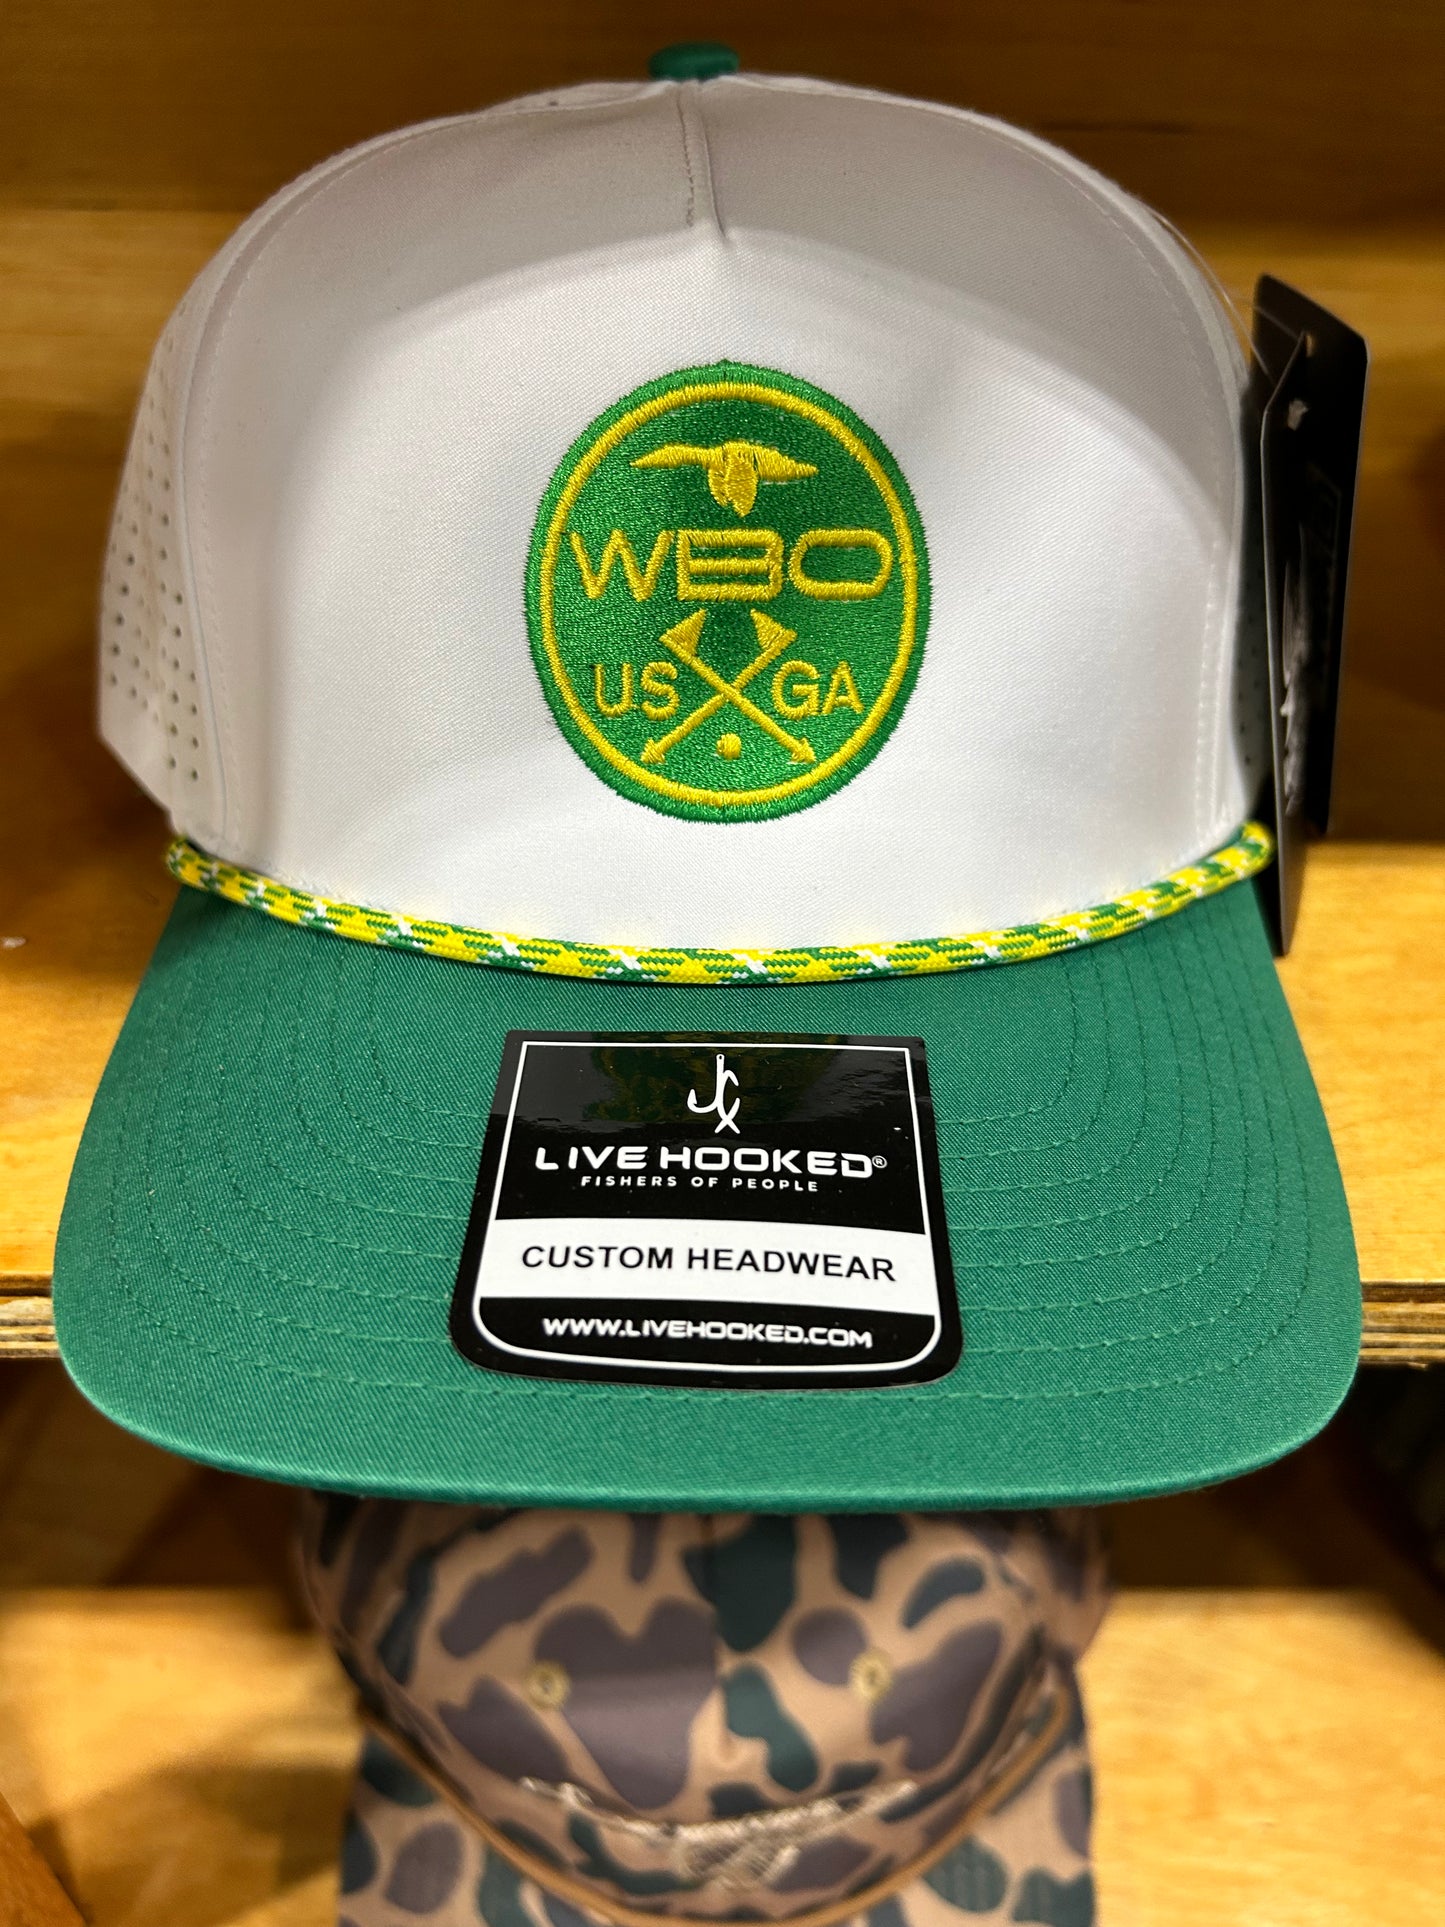 WBO
US GA
LIVE HOOKED®
FISHERS OF PEOPLE
CUSTOM HEADWEAR
WWW.LIVEHOOKED.COM